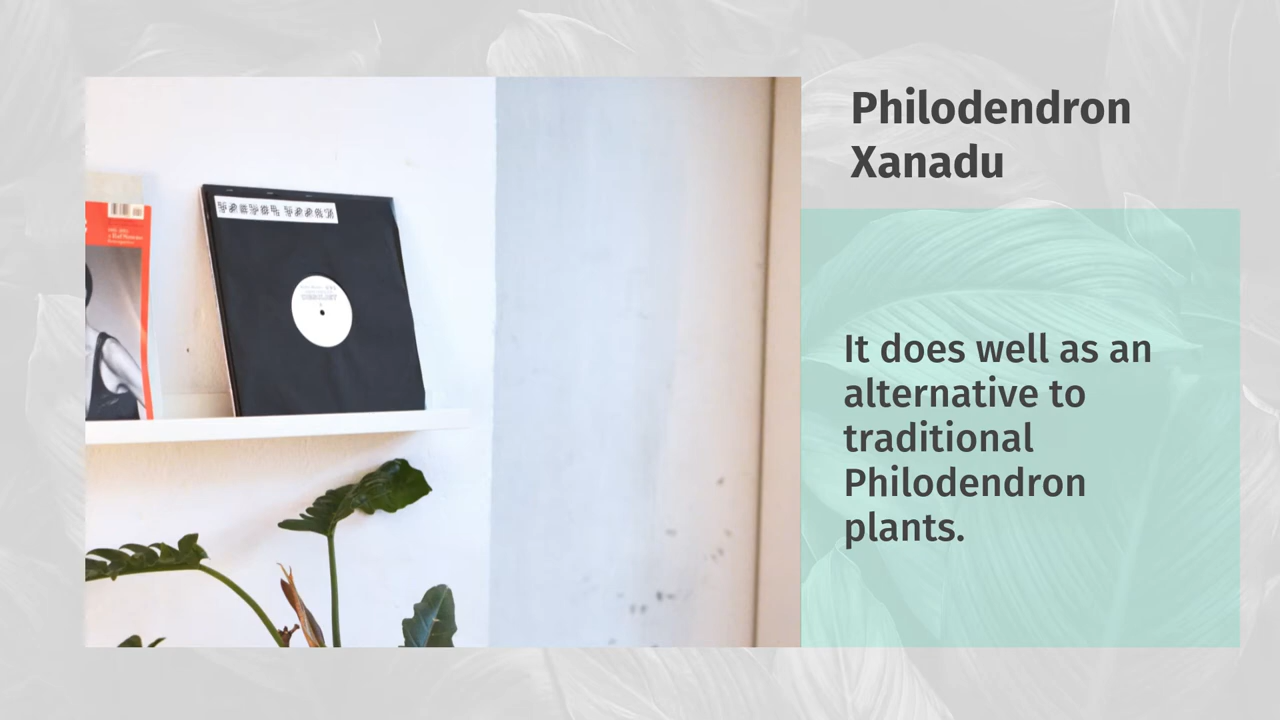 Philodendron
Xanadu
It does well as an
alternative to
traditional
Philodendron
plants.